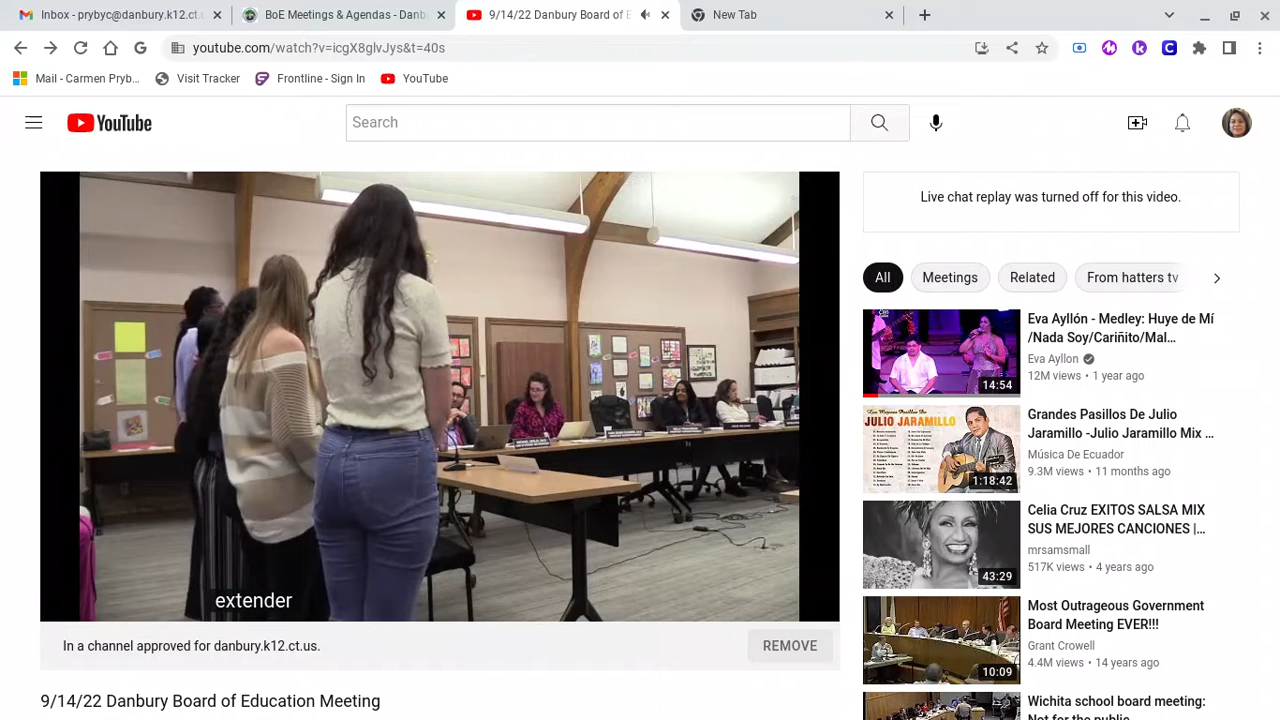 Inbox - prybyc@danbury.k12.ct.u
BoE Meetings & Agendas - Danb
9/14/22 Danbury Board of E
New Tab
youtube.com/watch?v=icgX8glvJys&t=40s
Mail - Carmen Pryb...
Visit Tracker
Frontline - Sign In
YouTube
YouTube
Search
Live chat replay was turned off for this video.
All
Meetings
Related
From hatters tv
Eva Ayllón - Medley: Huye de Mí
/Nada Soy/Cariñito/Mal...
Eva Ayllon
12M views • 1 year ago
14:54
JULIO JARAMILLO
1:18:42
Grandes Pasillos De Julio
Jaramillo -Julio Jaramillo Mix ...
Música De Ecuador
9.3M views • 11 months ago
Celia Cruz EXITOS SALSA MIX
SUS MEJORES CANCIONES |...
mrsamsmall
517K views • 4 years ago
43:29
Most Outrageous Government
Board Meeting EVER!!!
Grant Crowell
4.4M views • 14 years ago
10:09
Wichita school board meeting:
Not for the public
extender
In a channel approved for danbury.k12.ct.us.
REMOVE
9/14/22 Danbury Board of Education Meeting